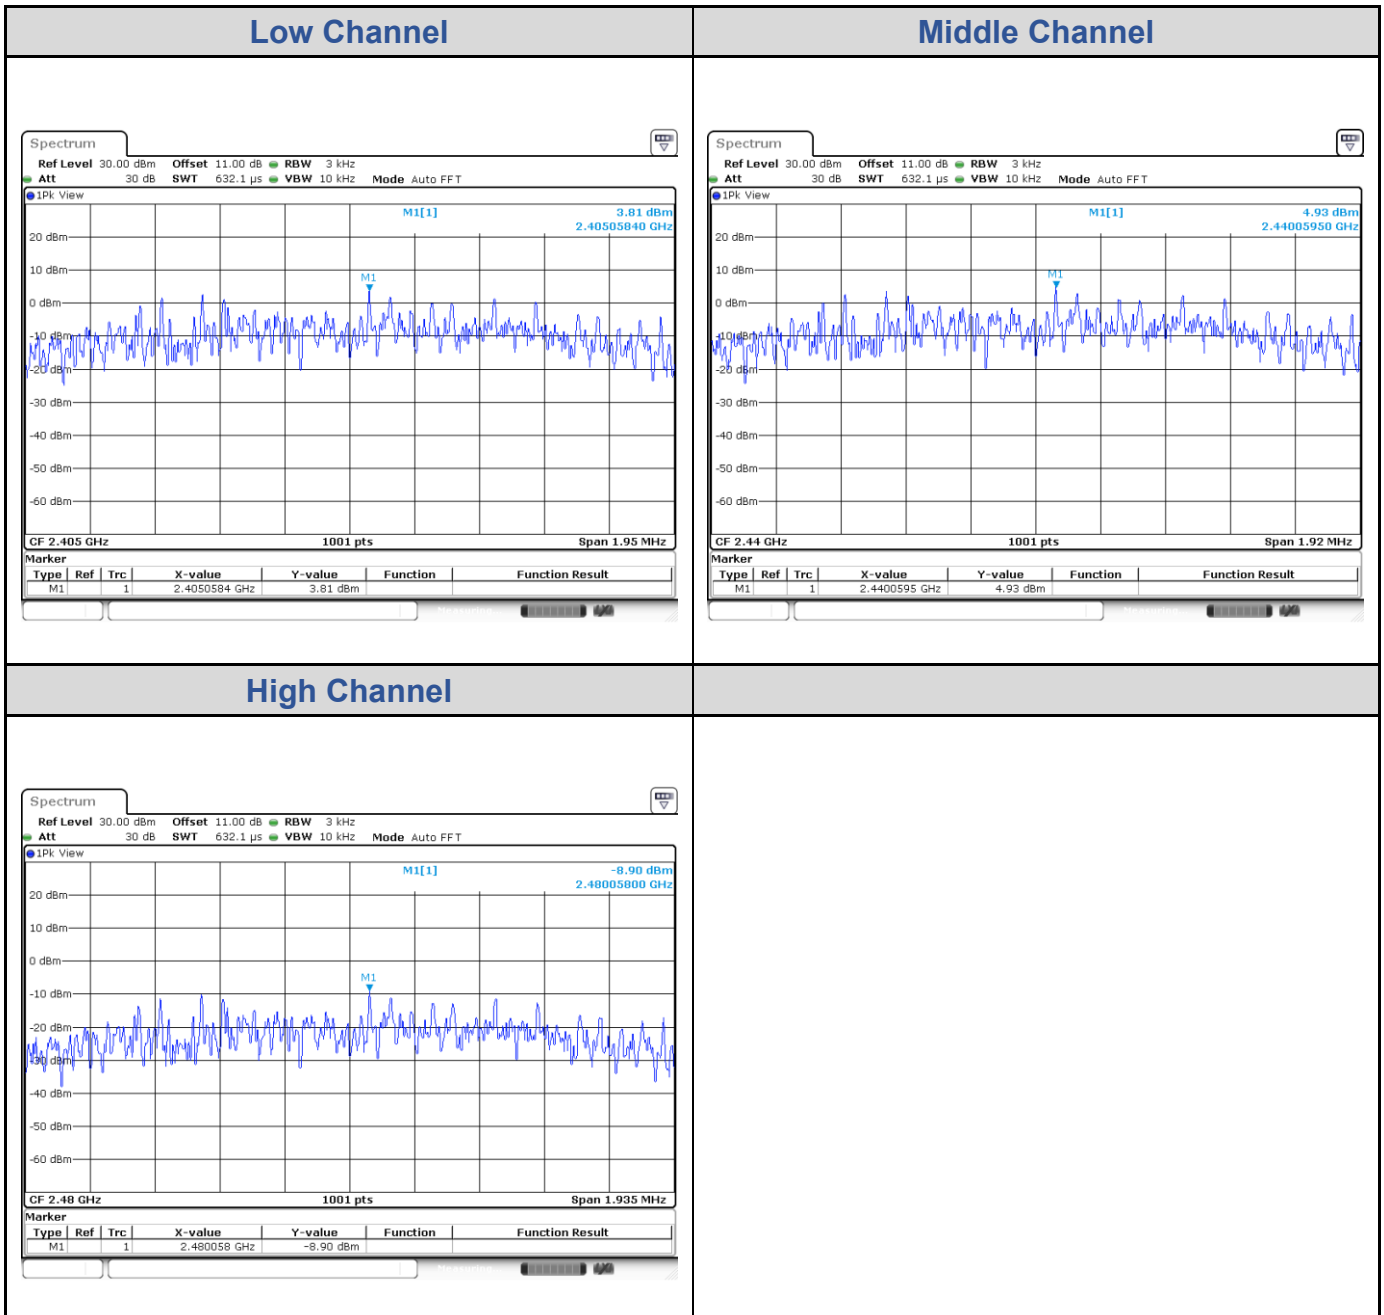 Low Channel
Middle Channel
Spectrum
Ref Level 30.00 dBm Offset 11.00 dB RBW 3 kHz
Att 30 dB SWT 632.1 µs VBW 10 kHz Mode Auto FFT
1Pk View
M1[1] 3.81 dBm
2.40505840 GHz
20 dBm
10 dBm
M1
0 dBm
-10 dBm
-20 dBm
-30 dBm
-40 dBm
-50 dBm
-60 dBm
CF 2.405 GHz 1001 pts Span 1.95 MHz
Marker
Type Ref Trc X-value Y-value Function Function Result
M1 1 2.4050584 GHz 3.81 dBm
Measuring...
Spectrum
Ref Level 30.00 dBm Offset 11.00 dB RBW 3 kHz
Att 30 dB SWT 632.1 µs VBW 10 kHz Mode Auto FFT
1Pk View
M1[1] 4.93 dBm
2.44005950 GHz
20 dBm
10 dBm
M1
0 dBm
-10 dBm
-20 dBm
-30 dBm
-40 dBm
-50 dBm
-60 dBm
CF 2.44 GHz 1001 pts Span 1.92 MHz
Marker
Type Ref Trc X-value Y-value Function Function Result
M1 1 2.4400595 GHz 4.93 dBm
Measuring...
High Channel
Spectrum
Ref Level 30.00 dBm Offset 11.00 dB RBW 3 kHz
Att 30 dB SWT 632.1 µs VBW 10 kHz Mode Auto FFT
1Pk View
M1[1] -8.90 dBm
2.48005800 GHz
20 dBm
10 dBm
0 dBm
M1
-10 dBm
-20 dBm
-30 dBm
-40 dBm
-50 dBm
-60 dBm
CF 2.48 GHz 1001 pts Span 1.935 MHz
Marker
Type Ref Trc X-value Y-value Function Function Result
M1 1 2.480058 GHz -8.90 dBm
Measuring...